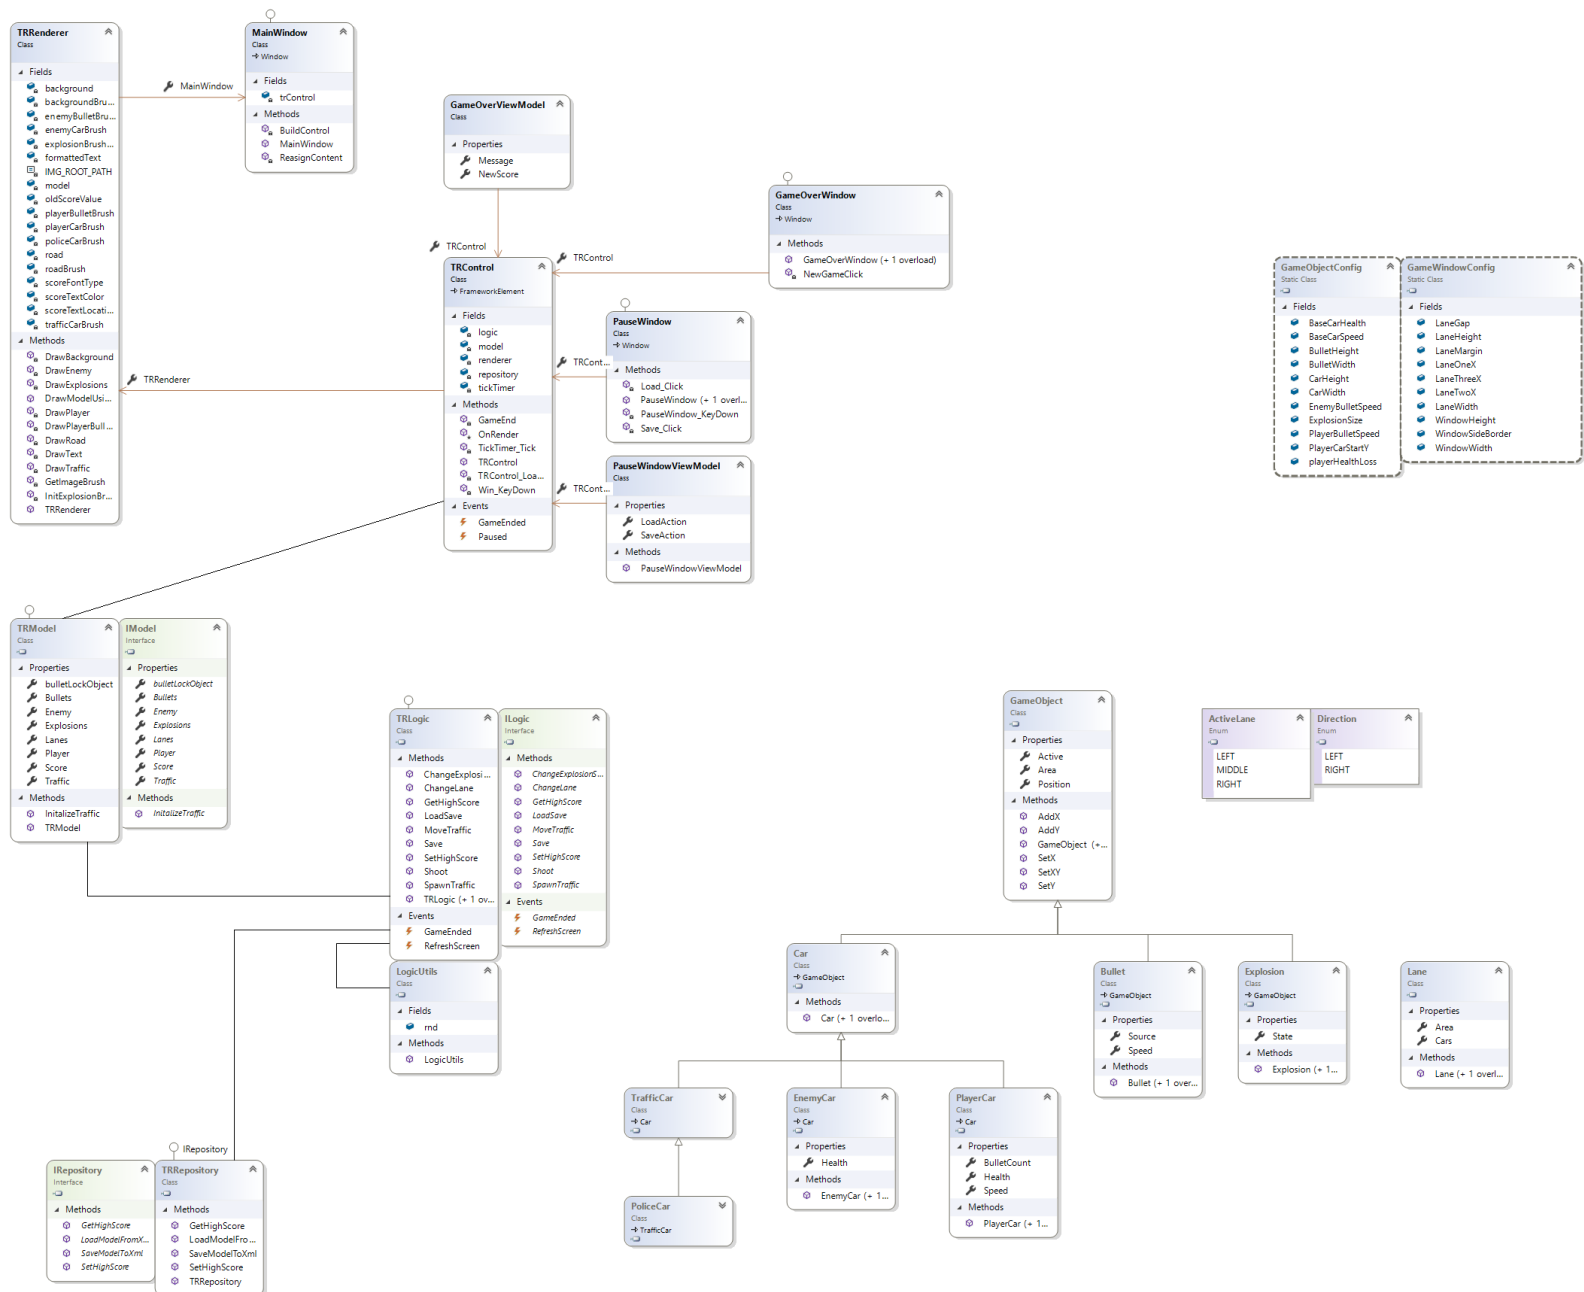 TRRenderer
Class
Fields
background
backgroundBru...
enemyBulletBru...
enemyCarBrush
explosionBrush...
formattedText
IMG_ROOT_PATH
model
oldScoreValue
playerBulletBrush
playerCarBrush
policeCarBrush
road
roadBrush
scoreFontType
scoreTextColor
scoreTextLocati...
trafficCarBrush
Methods
DrawBackground
DrawEnemy
DrawExplosions
DrawModelUsi...
DrawPlayer
DrawPlayerBull...
DrawRoad
DrawText
DrawTraffic
GetImageBrush
InitExplosionBr...
TRRenderer
MainWindow
MainWindow
Class
Window
Fields
trControl
Methods
BuildControl
MainWindow
ReasignContent
GameOverViewModel
Class
Properties
Message
NewScore
TRControl
TRControl
GameOverWindow
Class
Window
Methods
GameOverWindow (+ 1 overload)
NewGameClick
TRControl
Class
FrameworkElement
Fields
logic
model
renderer
repository
tickTimer
Methods
GameEnd
OnRender
TickTimer_Tick
TRControl
TRControl_Loa...
Win_KeyDown
Events
GameEnded
Paused
TRRenderer
TRCont...
PauseWindow
Class
Window
Methods
Load_Click
PauseWindow (+ 1 overl...
PauseWindow_KeyDown
Save_Click
TRCont...
PauseWindowViewModel
Class
Properties
LoadAction
SaveAction
Methods
PauseWindowViewModel
GameObjectConfig
Static Class
Fields
BaseCarHealth
BaseCarSpeed
BulletHeight
BulletWidth
CarHeight
CarWidth
EnemyBulletSpeed
ExplosionSize
PlayerBulletSpeed
PlayerCarStartY
playerHealthLoss
GameWindowConfig
Static Class
Fields
LaneGap
LaneHeight
LaneMargin
LaneOneX
LaneThreeX
LaneTwoX
LaneWidth
WindowHeight
WindowSideBorder
WindowWidth
TRModel
Class
Properties
bulletLockObject
Bullets
Enemy
Explosions
Lanes
Player
Score
Traffic
Methods
InitalizeTraffic
TRModel
IModel
Interface
Properties
bulletLockObject
Bullets
Enemy
Explosions
Lanes
Player
Score
Traffic
Methods
InitalizeTraffic
TRLogic
Class
Methods
ChangeExplosi...
ChangeLane
GetHighScore
LoadSave
MoveTraffic
Save
SetHighScore
Shoot
SpawnTraffic
TRLogic (+ 1 ov...
Events
GameEnded
RefreshScreen
ILogic
Interface
Methods
ChangeExplosionS...
ChangeLane
GetHighScore
LoadSave
MoveTraffic
Save
SetHighScore
Shoot
SpawnTraffic
Events
GameEnded
RefreshScreen
LogicUtils
Class
Fields
rnd
Methods
LogicUtils
GameObject
Class
Properties
Active
Area
Position
Methods
AddX
AddY
GameObject (+...
SetX
SetXY
SetY
ActiveLane
Enum
LEFT
MIDDLE
RIGHT
Direction
Enum
LEFT
RIGHT
Car
Class
GameObject
Methods
Car (+ 1 overlo...
Bullet
Class
GameObject
Properties
Source
Speed
Methods
Bullet (+ 1 over...
Explosion
Class
GameObject
Properties
State
Methods
Explosion (+ 1...
Lane
Class
Properties
Area
Cars
Methods
Lane (+ 1 overl...
TrafficCar
Class
Car
EnemyCar
Class
Car
Properties
Health
Methods
EnemyCar (+ 1...
PlayerCar
Class
Car
Properties
BulletCount
Health
Speed
Methods
PlayerCar (+ 1...
PoliceCar
Class
TrafficCar
IRepository
IRepository
Interface
Methods
GetHighScore
LoadModelFromX...
SaveModelToXml
SetHighScore
TRRepository
Class
Methods
GetHighScore
LoadModelFro...
SaveModelToXml
SetHighScore
TRRepository